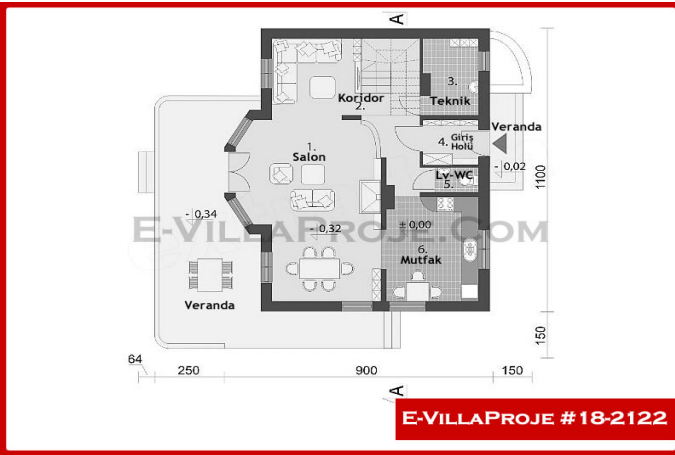 A
3.
Koridor
2.
Teknik
Veranda
4. Giriş
Holü
1.
Salon
- 0,02
Lv-WC
5.
1100
- 0,34
- 0,32
± 0,00
E-VillaProje.Com
6.
Mutfak
Veranda
150
64
250
900
150
A
E-VillaProje #18-2122